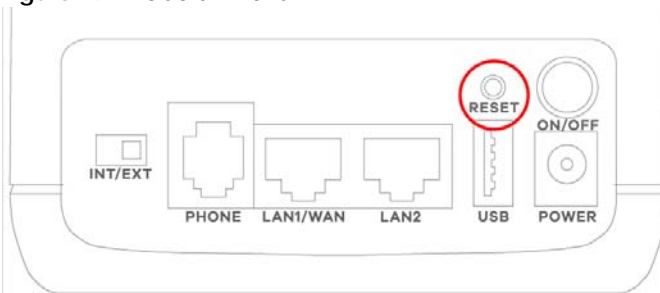 RESET
ON/OFF
INT/EXT
PHONE LAN1/WAN LAN2 USB POWER